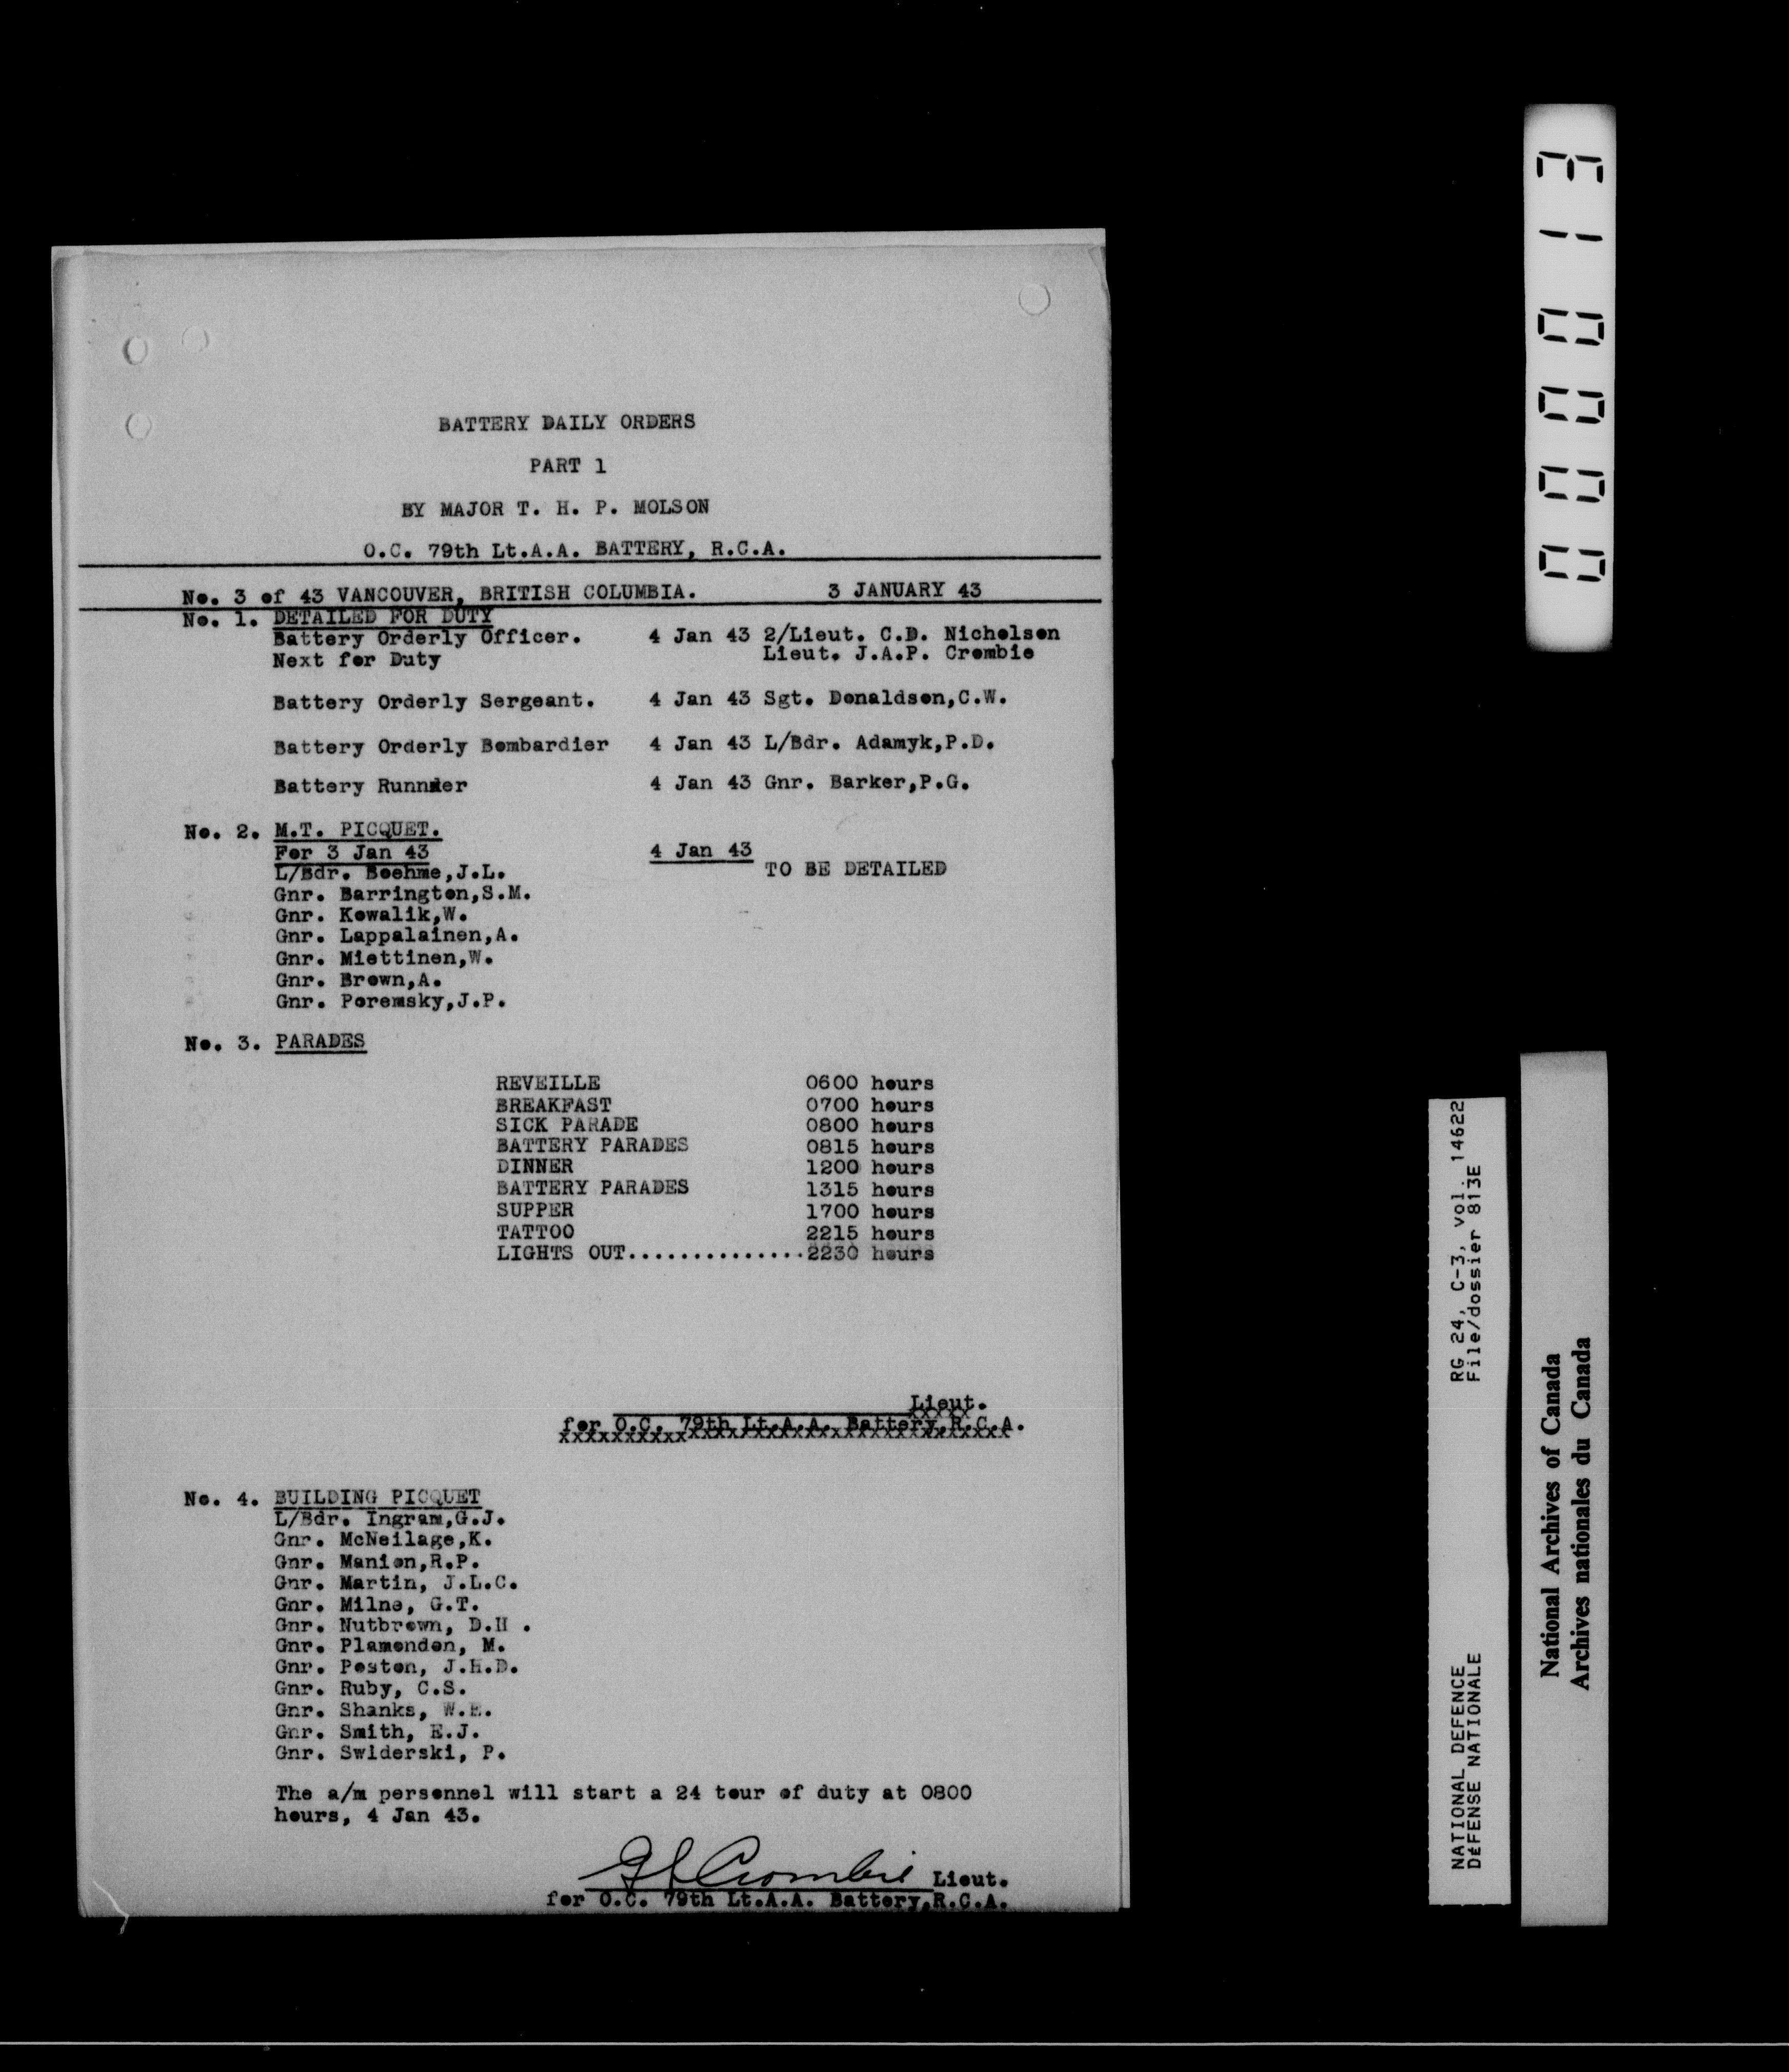 BATTERY DAILY ORDERS
PART 1
BY MAJOR T. H. P. MOLSON
O.C. 79th Lt.A.A. BATTERY, R.C.A.
No. 3 of 43 VANCOUVER, BRITISH COLUMBIA. 3 JANUARY 43
No. 1. DETAILED FOR DUTY
Battery Orderly Officer. 4 Jan 43 2/Lieut. C.D. Nicholson
Next for Duty Lieut. J.A.P. Crombie
Battery Orderly Sergeant. 4 Jan 43 Sgt. Donaldson,C.W.
Battery Orderly Bombardier 4 Jan 43 L/Bdr. Adamyk,P.D.
Battery Runner 4 Jan 43 Gnr. Barker,P.G.
No. 2. M.T. PICQUET.
For 3 Jan 43 4 Jan 43
L/Bdr. Boehme,J.L. TO BE DETAILED
Gnr. Barrington,S.M.
Gnr. Kowalik,W.
Gnr. Lappalainen,A.
Gnr. Miettinen,W.
Gnr. Brown,A.
Gnr. Poremsky,J.P.
No. 3. PARADES
REVEILLE 0600 hours
BREAKFAST 0700 hours
SICK PARADE 0800 hours
BATTERY PARADES 0815 hours
DINNER 1200 hours
BATTERY PARADES 1315 hours
SUPPER 1700 hours
TATTOO 2215 hours
LIGHTS OUT..............2230 hours
Lieut.
for O.C. 79th Lt.A.A. Battery,R.C.A.
No. 4. BUILDING PICQUET
L/Bdr. Ingram,G.J.
Gnr. McNeilage,K.
Gnr. Manion,R.P.
Gnr. Martin, J.L.C.
Gnr. Milne, G.T.
Gnr. Nutbrown, D.H .
Gnr. Plamondon, M.
Gnr. Poston, J.H.D.
Gnr. Ruby, C.S.
Gnr. Shanks, W.E.
Gnr. Smith, E.J.
Gnr. Swiderski, P.
The a/m personnel will start a 24 tour of duty at 0800
hours, 4 Jan 43.
Crombie Lieut.
for O.C. 79th Lt.A.A. Battery,R.C.A.
000013
NATIONAL DEFENCE RG 24, C-3, vol. 14622
DéFENSE NATIONALE File/dossier 813E
National Archives of Canada
Archives nationales du Canada